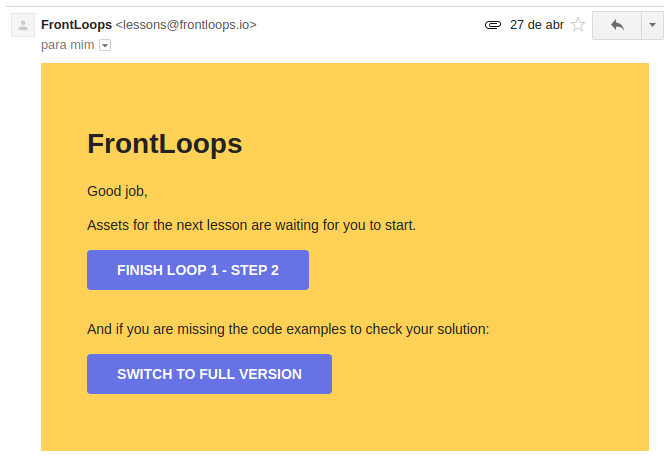 FrontLoops <lessons@frontloops.io> 27 de abr
para mim
FrontLoops
Good job,
Assets for the next lesson are waiting for you to start.
FINISH LOOP 1 - STEP 2
And if you are missing the code examples to check your solution:
SWITCH TO FULL VERSION